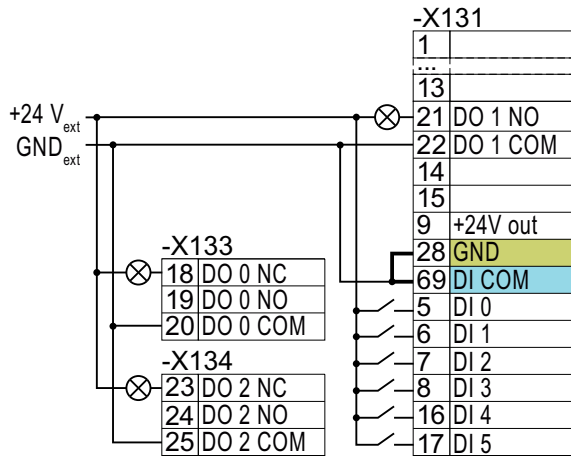 -X131
1
...
13
+24 V ext
21 DO 1 NO
GND ext
22 DO 1 COM
14
15
9 +24V out
28 GND
69 DI COM
5 DI 0
6 DI 1
7 DI 2
8 DI 3
16 DI 4
17 DI 5
-X133
18 DO 0 NC
19 DO 0 NO
20 DO 0 COM
-X134
23 DO 2 NC
24 DO 2 NO
25 DO 2 COM